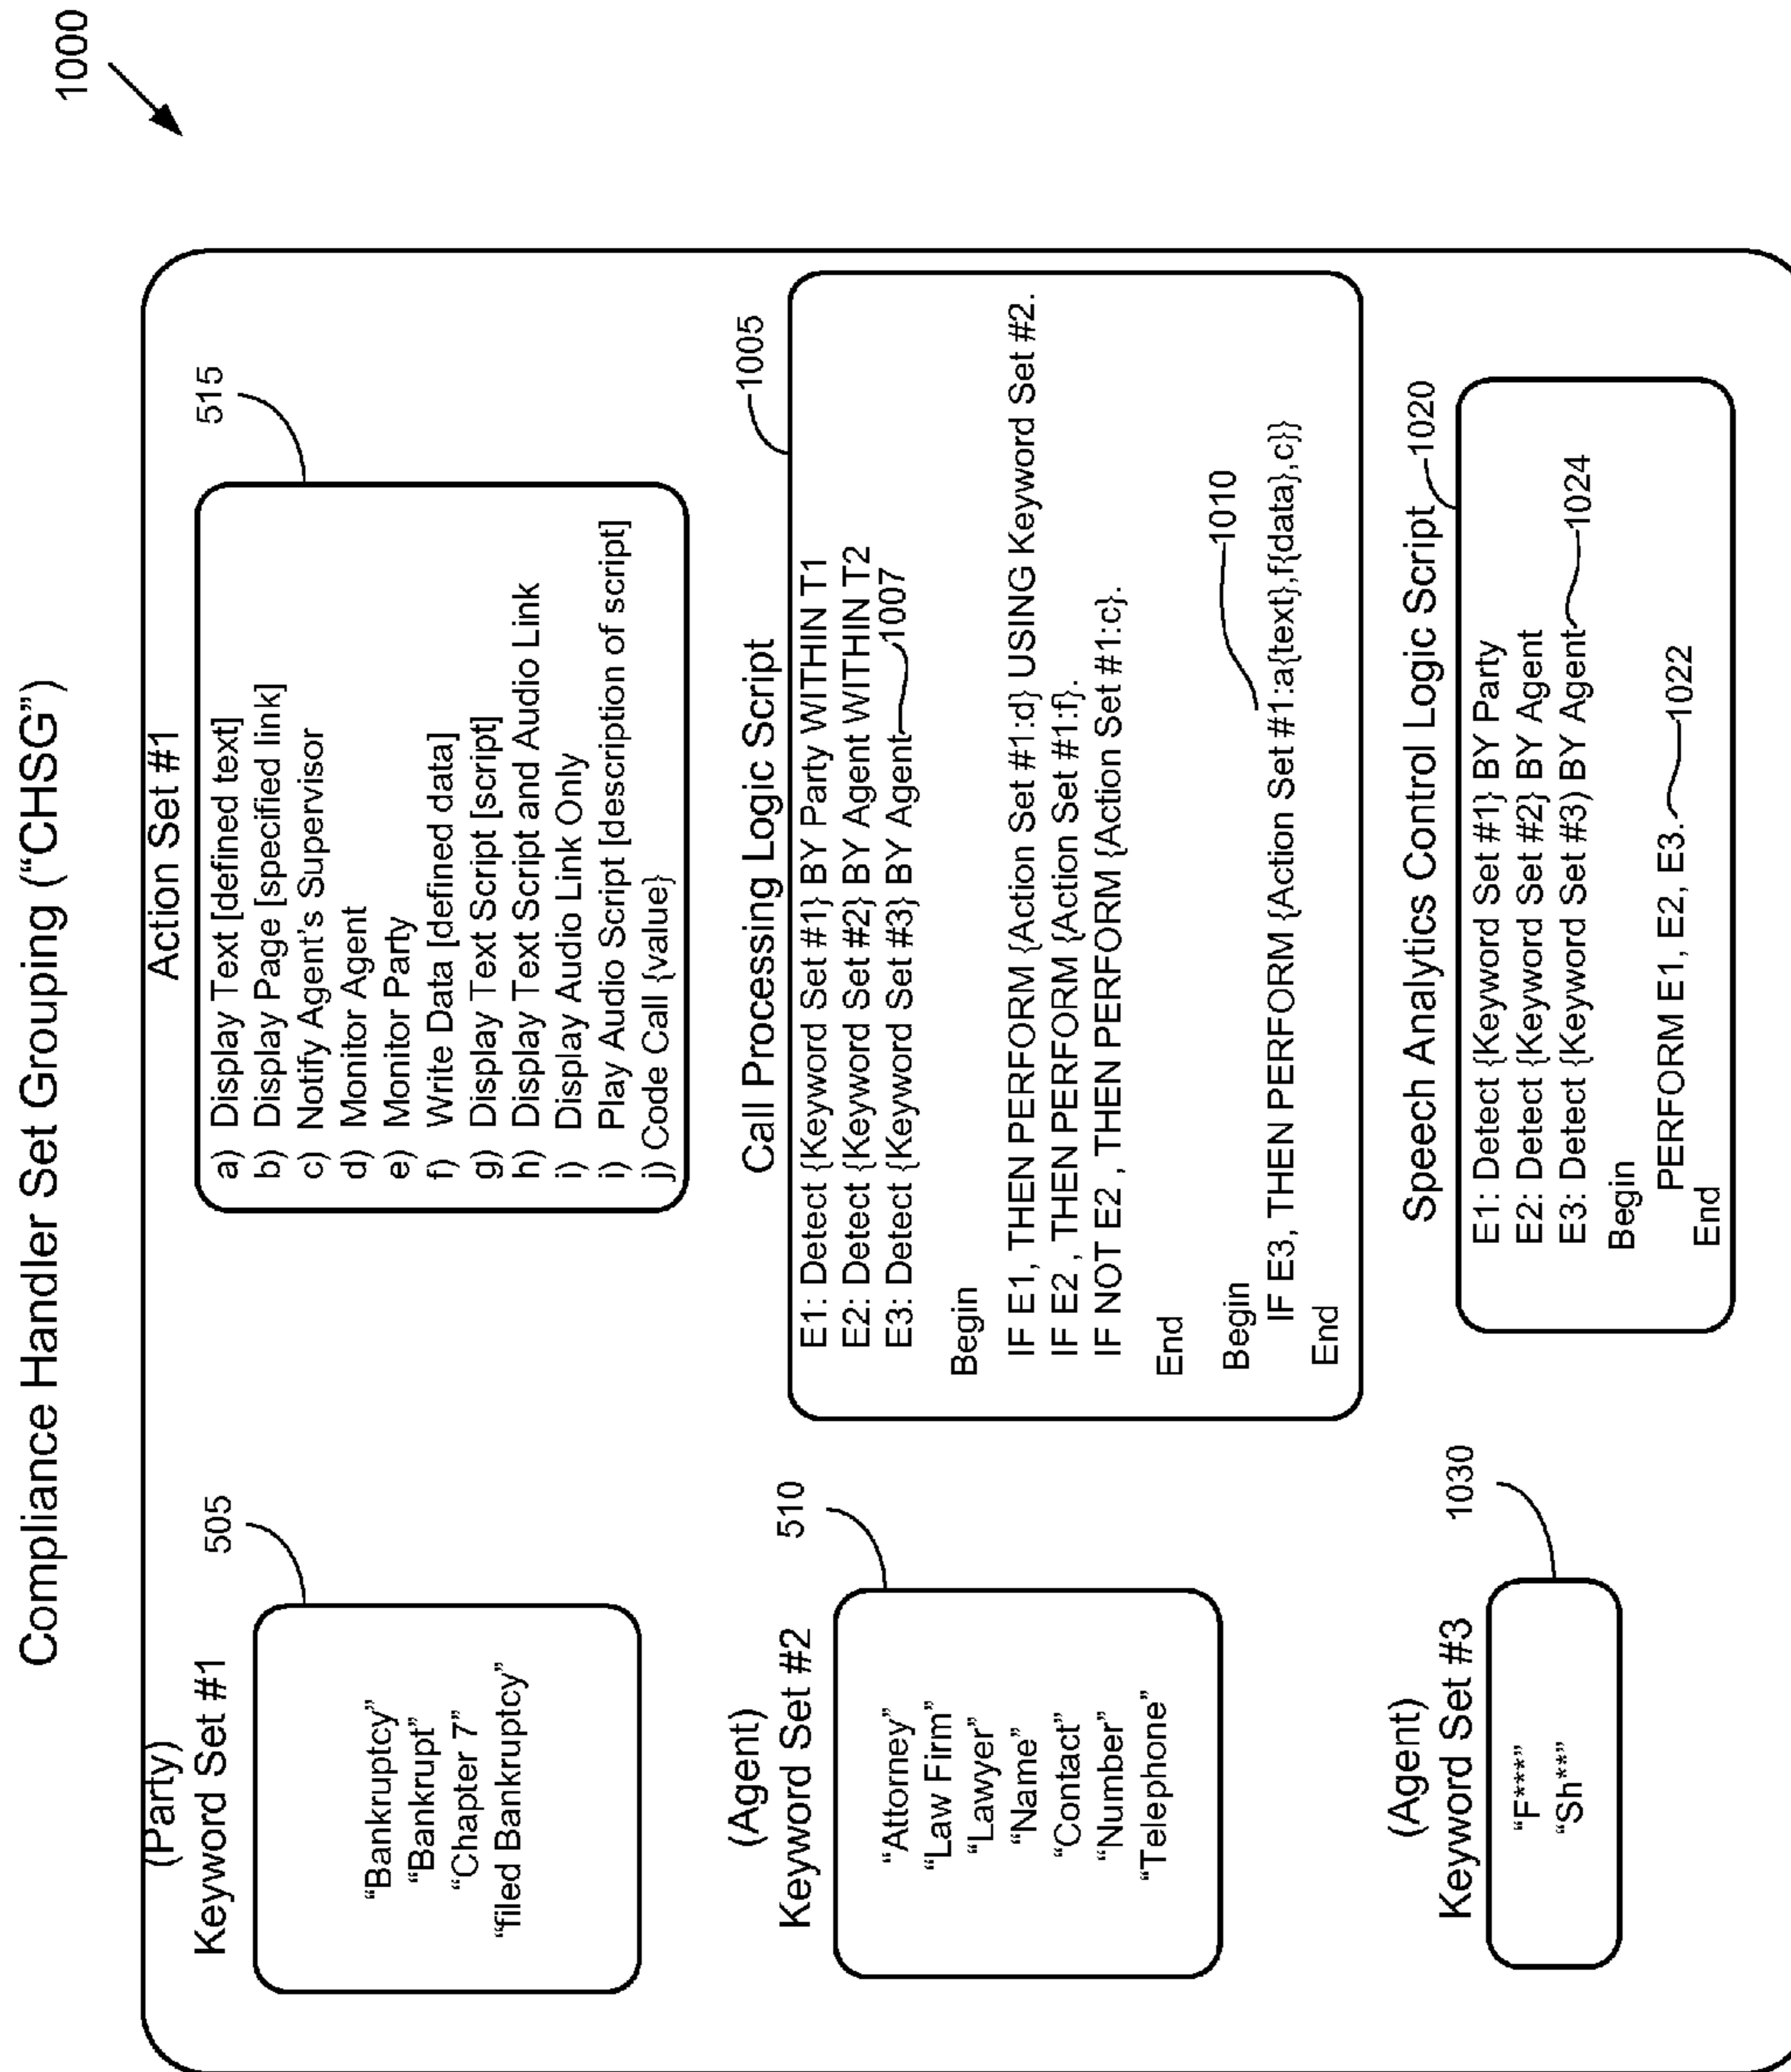 Compliance Handler Set Grouping (“CHSG”)
1000
(Party)
Keyword Set #1
505
“Bankruptcy”
“Bankrupt”
“Chapter 7”
“filed Bankruptcy”
Action Set #1
515
a) Display Text [defined text]
b) Display Page [specified link]
c) Notify Agent's Supervisor
d) Monitor Agent
e) Monitor Party
f) Write Data [defined data]
g) Display Text Script [script]
h) Display Text Script and Audio Link
i) Display Audio Link Only
i) Play Audio Script [description of script]
j) Code Call {value}
(Agent)
Keyword Set #2
510
“Attorney”
“Law Firm”
“Lawyer”
“Name”
“Contact”
“Number”
“Telephone”
Call Processing Logic Script
1005
E1: Detect {Keyword Set #1} BY Party WITHIN T1
E2: Detect {Keyword Set #2} BY Agent WITHIN T2
E3: Detect {Keyword Set #3} BY Agent 1007
Begin
IF E1, THEN PERFORM {Action Set #1:d} USING Keyword Set #2.
IF E2 , THEN PERFORM {Action Set #1:f}.
IF NOT E2 , THEN PERFORM {Action Set #1:c}.
End
1010
Begin
IF E3, THEN PERFORM {Action Set #1:a{text},f{data},c}}
End
(Agent)
Keyword Set #3
1030
“F***”
“Sh**”
Speech Analytics Control Logic Script
1020
E1: Detect {Keyword Set #1} BY Party
E2: Detect {Keyword Set #2} BY Agent
E3: Detect {Keyword Set #3) BY Agent 1024
Begin
PERFORM E1, E2, E3. 1022
End